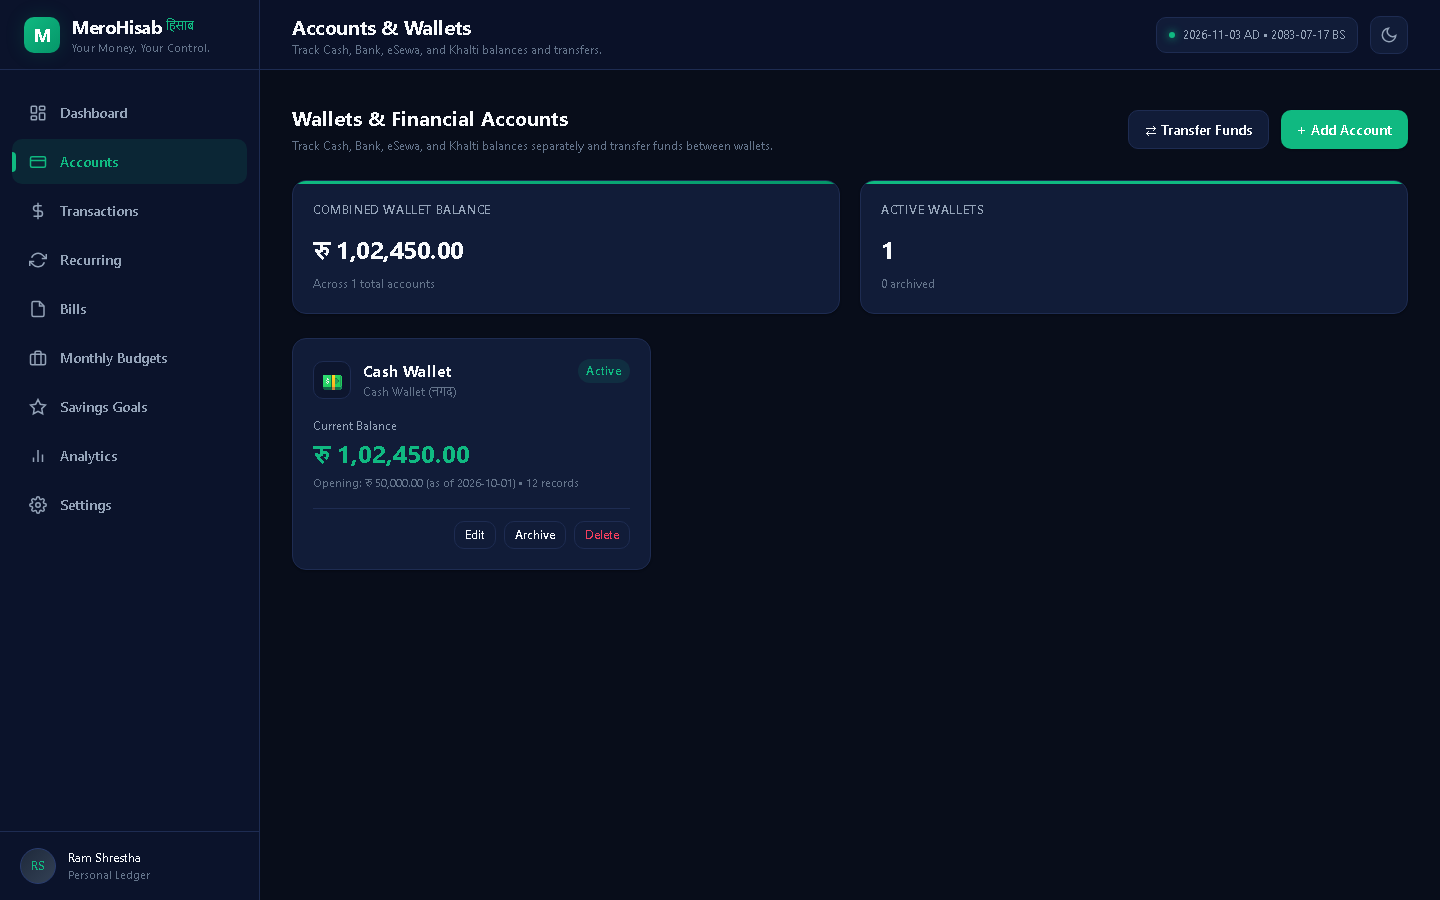 M
MeroHisab हिसाब
Your Money. Your Control.
Dashboard
Accounts
Transactions
Recurring
Bills
Monthly Budgets
Savings Goals
Analytics
Settings
RS
Ram Shrestha
Personal Ledger
Accounts & Wallets
Track Cash, Bank, eSewa, and Khalti balances and transfers.
2026-11-03 AD • 2083-07-17 BS
Wallets & Financial Accounts
Track Cash, Bank, eSewa, and Khalti balances separately and transfer funds between wallets.
⇄ Transfer Funds
+ Add Account
COMBINED WALLET BALANCE
रु 1,02,450.00
Across 1 total accounts
ACTIVE WALLETS
1
0 archived
Cash Wallet
Active
Cash Wallet (नगद)
Current Balance
रु 1,02,450.00
Opening: रु 50,000.00 (as of 2026-10-01) • 12 records
Edit
Archive
Delete